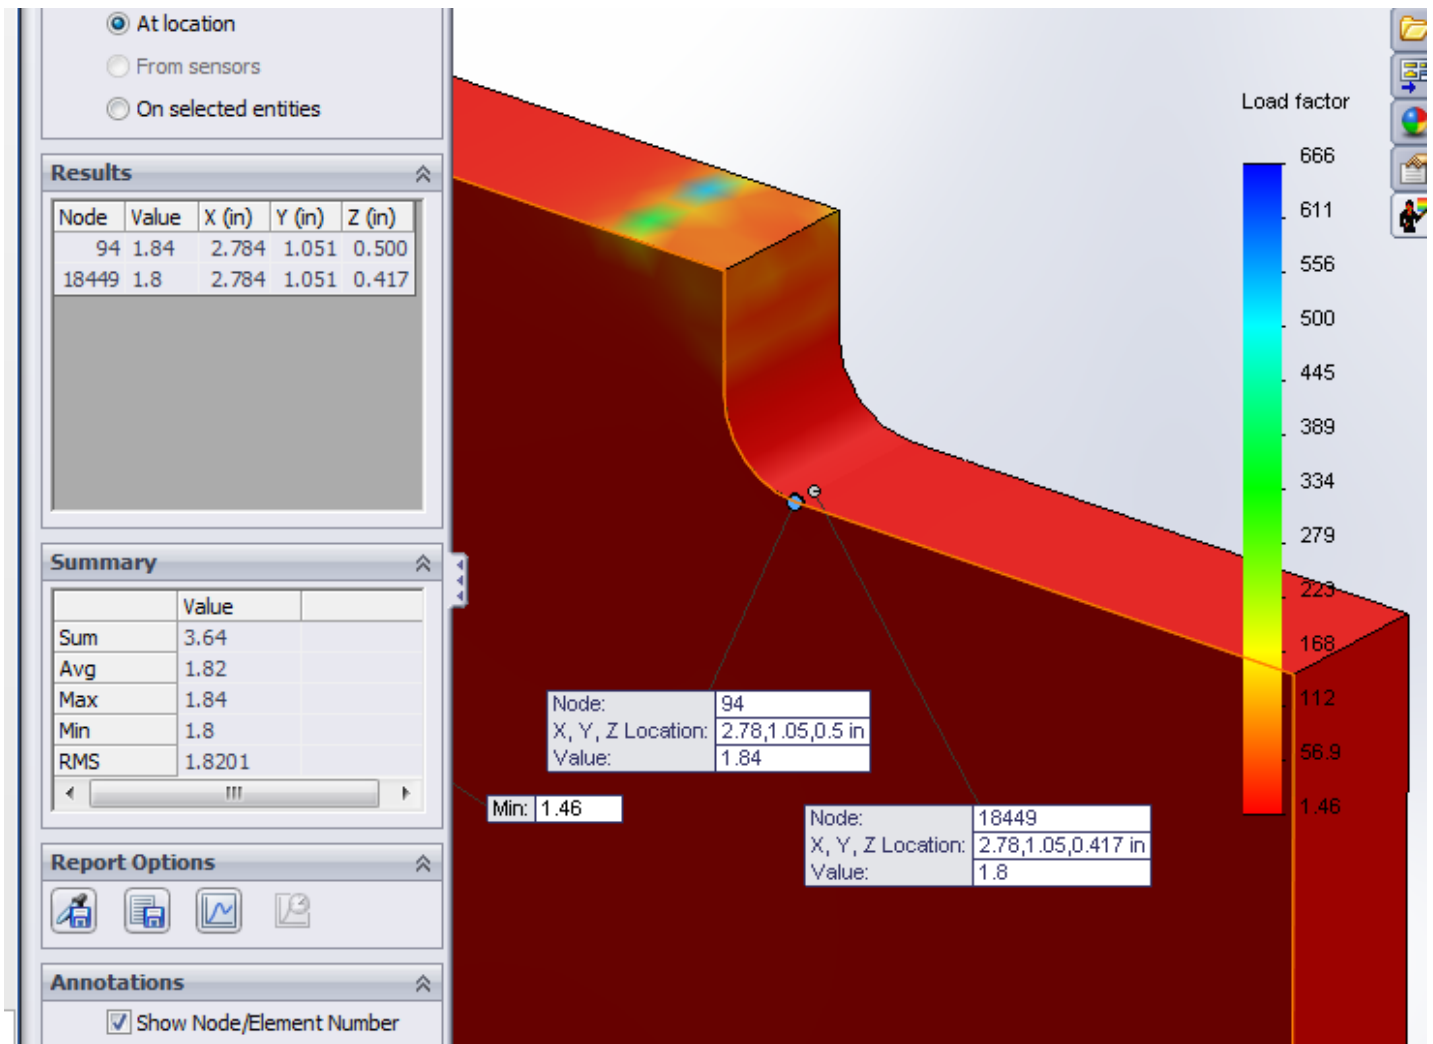 At location
From sensors
On selected entities
Results
Node Value X (in) Y (in) Z (in)
94 1.84 2.784 1.051 0.500
18449 1.8 2.784 1.051 0.417
Summary
Value
Sum 3.64
Avg 1.82
Max 1.84
Min 1.8
RMS 1.8201
Report Options
Annotations
Show Node/Element Number
Load factor
666
611
556
500
445
389
334
279
223
168
112
56.9
1.46
Node: 94
X, Y, Z Location: 2.78,1.05,0.5 in
Value: 1.84
Min: 1.46
Node: 18449
X, Y, Z Location: 2.78,1.05,0.417 in
Value: 1.8